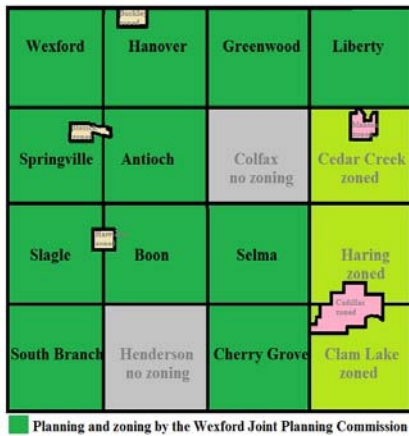 Wexford
Hanover
Greenwood
Liberty
Springville
Antioch
Colfax
no zoning
Cedar Creek
zoned
Slagle
Boon
Selma
Haring
zoned
Cadillac
zoned
South Branch
Henderson
no zoning
Cherry Grove
Clam Lake
zoned
Planning and zoning by the Wexford Joint Planning Commission